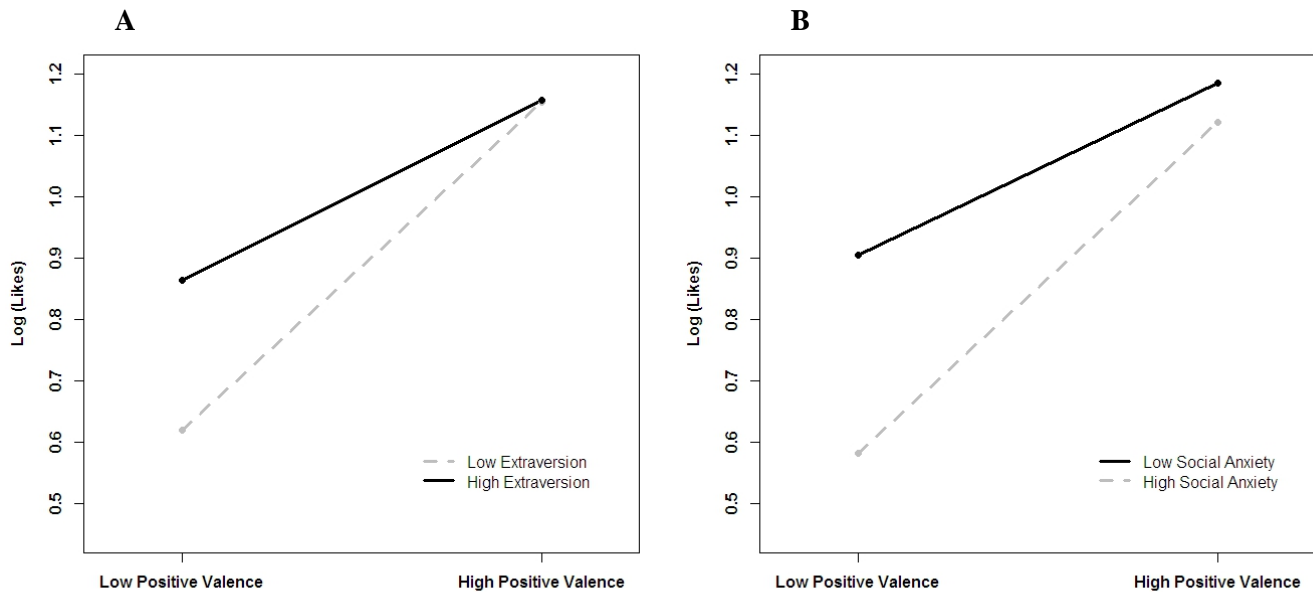 A
Log (Likes)
1.2
1.1
1.0
0.9
0.8
0.7
0.6
0.5
Low Extraversion
High Extraversion
Low Positive Valence
High Positive Valence
B
Log (Likes)
1.2
1.1
1.0
0.9
0.8
0.7
0.6
0.5
Low Social Anxiety
High Social Anxiety
Low Positive Valence
High Positive Valence